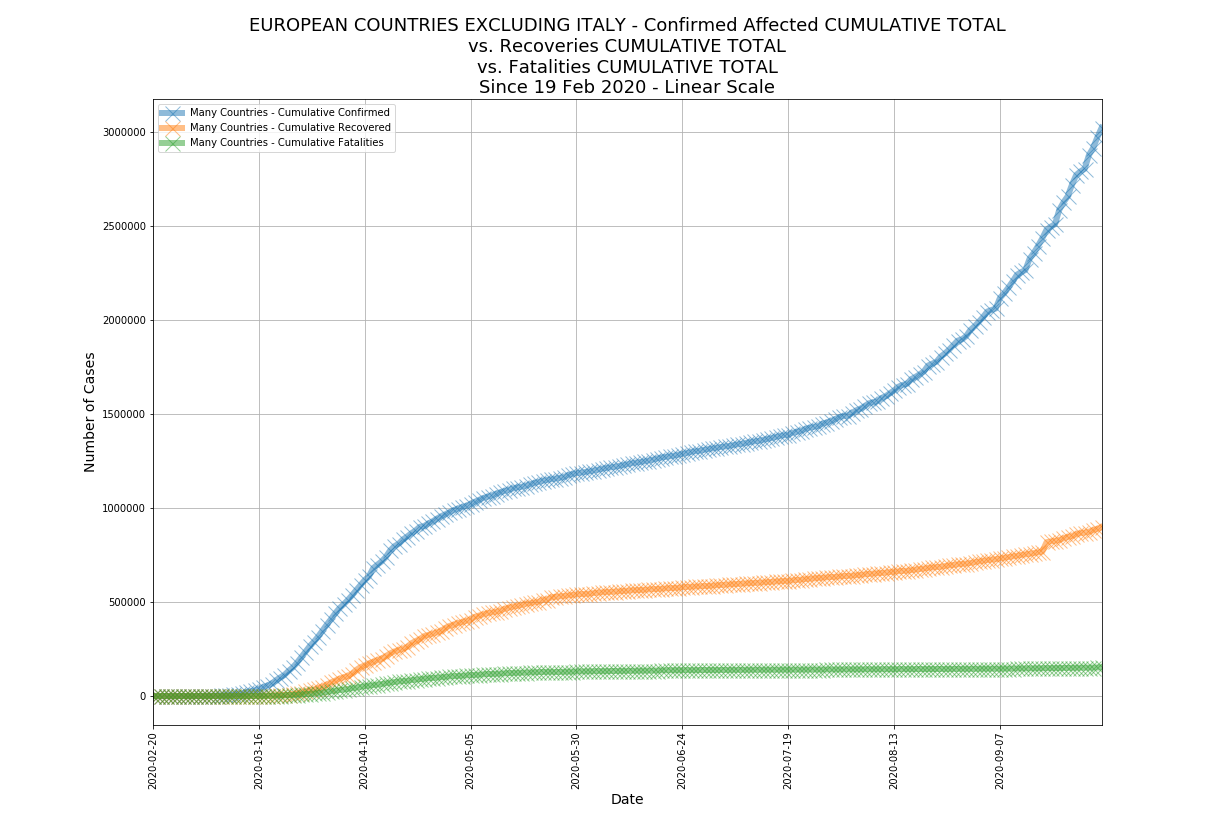 EUROPEAN COUNTRIES EXCLUDING ITALY - Confirmed Affected CUMULATIVE TOTAL
vs. Recoveries CUMULATIVE TOTAL
vs. Fatalities CUMULATIVE TOTAL
Since 19 Feb 2020 - Linear Scale
Many Countries - Cumulative Confirmed
Many Countries - Cumulative Recovered
Many Countries - Cumulative Fatalities
3000000
2500000
2000000
1500000
1000000
500000
0
Number of Cases
2020-02-20
2020-03-16
2020-04-10
2020-05-05
2020-05-30
2020-06-24
2020-07-19
2020-08-13
2020-09-07
Date